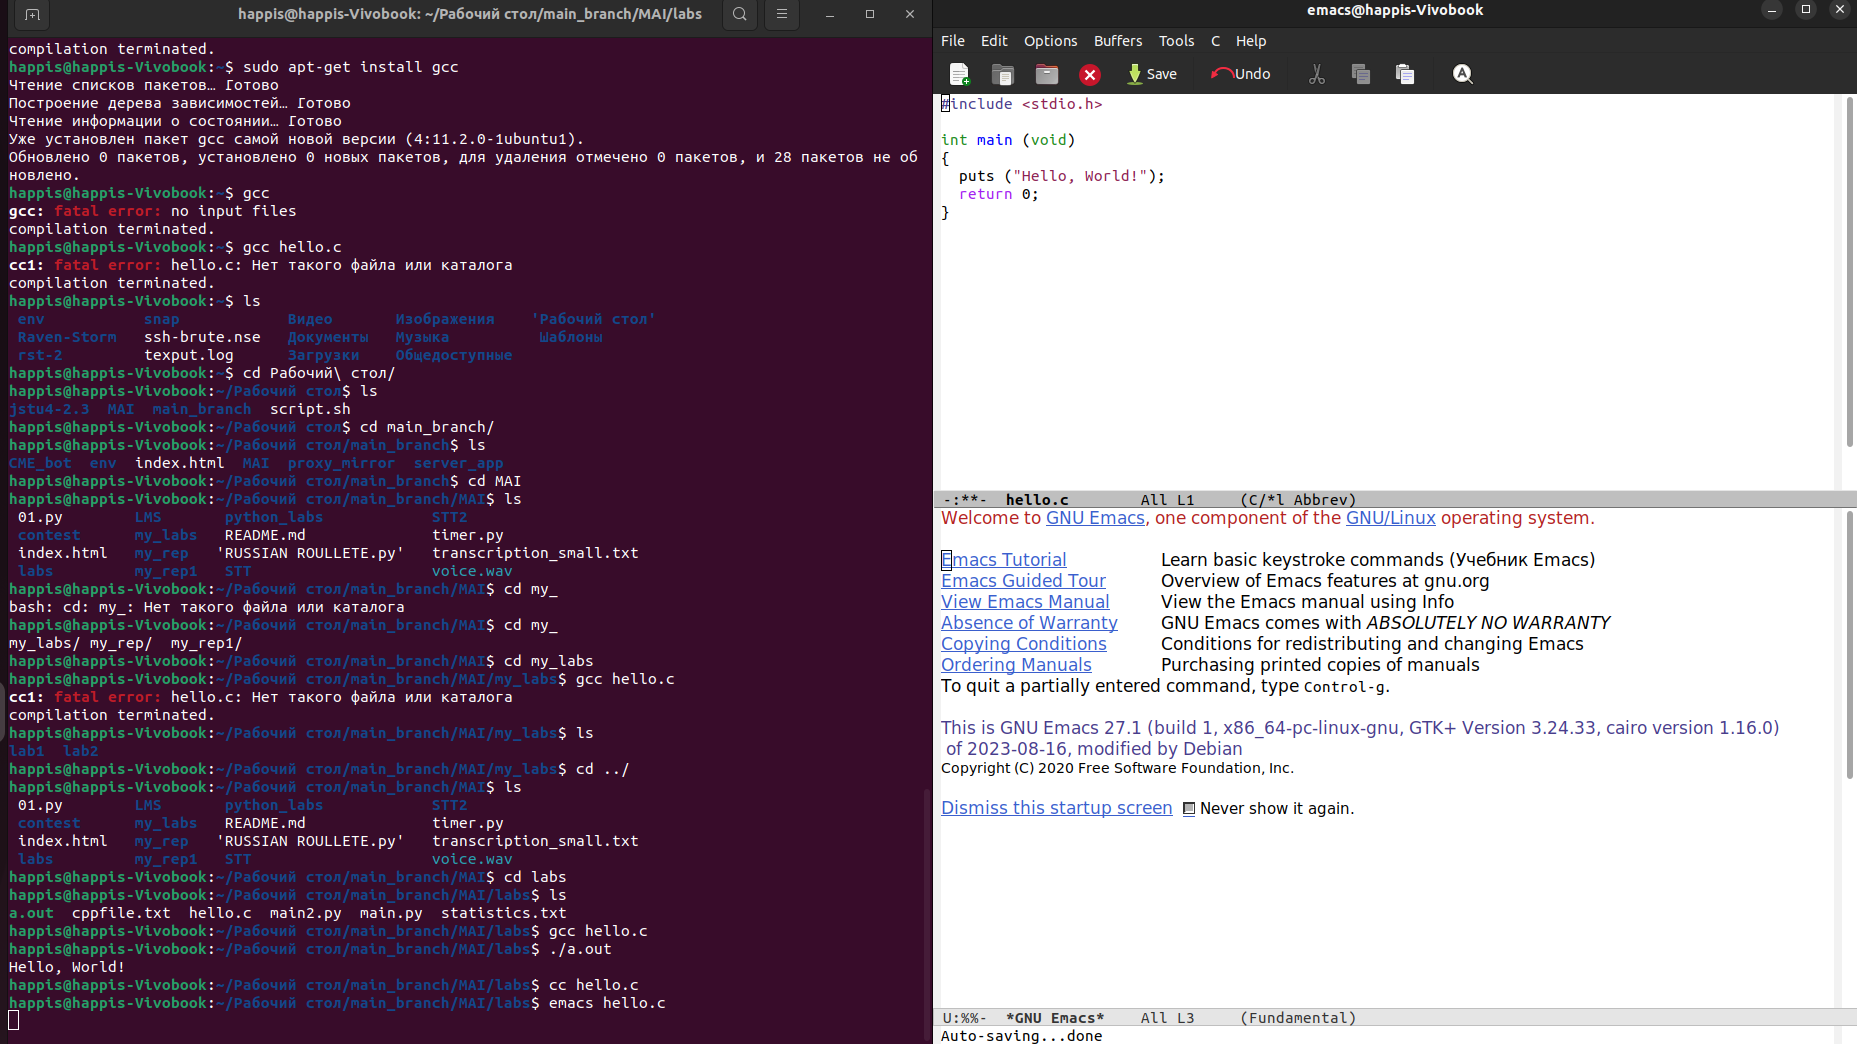 happis@happis-Vivobook: ~/Рабочий стол/main_branch/MAI/labs
compilation terminated.
happis@happis-Vivobook:~$ sudo apt-get install gcc
Чтение списков пакетов… Готово
Построение дерева зависимостей… Готово
Чтение информации о состоянии… Готово
Уже установлен пакет gcc самой новой версии (4:11.2.0-1ubuntu1).
Обновлено 0 пакетов, установлено 0 новых пакетов, для удаления отмечено 0 пакетов, и 28 пакетов не об
новлено.
happis@happis-Vivobook:~$ gcc
gcc: fatal error: no input files
compilation terminated.
happis@happis-Vivobook:~$ gcc hello.c
cc1: fatal error: hello.c: Нет такого файла или каталога
compilation terminated.
happis@happis-Vivobook:~$ ls
env snap Видео Изображения 'Рабочий стол'
Raven-Storm ssh-brute.nse Документы Музыка Шаблоны
rst-2 texput.log Загрузки Общедоступные
happis@happis-Vivobook:~$ cd Рабочий\ стол/
happis@happis-Vivobook:~/Рабочий стол$ ls
jstu4-2.3 MAI main_branch script.sh
happis@happis-Vivobook:~/Рабочий стол$ cd main_branch/
happis@happis-Vivobook:~/Рабочий стол/main_branch$ ls
CME_bot env index.html MAI proxy_mirror server_app
happis@happis-Vivobook:~/Рабочий стол/main_branch$ cd MAI
happis@happis-Vivobook:~/Рабочий стол/main_branch/MAI$ ls
01.py LMS python_labs STT2
contest my_labs README.md timer.py
index.html my_rep 'RUSSIAN ROULLETE.py' transcription_small.txt
labs my_rep1 STT voice.wav
happis@happis-Vivobook:~/Рабочий стол/main_branch/MAI$ cd my_
bash: cd: my_: Нет такого файла или каталога
happis@happis-Vivobook:~/Рабочий стол/main_branch/MAI$ cd my_
my_labs/ my_rep/ my_rep1/
happis@happis-Vivobook:~/Рабочий стол/main_branch/MAI$ cd my_labs
happis@happis-Vivobook:~/Рабочий стол/main_branch/MAI/my_labs$ gcc hello.c
cc1: fatal error: hello.c: Нет такого файла или каталога
compilation terminated.
happis@happis-Vivobook:~/Рабочий стол/main_branch/MAI/my_labs$ ls
lab1 lab2
happis@happis-Vivobook:~/Рабочий стол/main_branch/MAI/my_labs$ cd ../
happis@happis-Vivobook:~/Рабочий стол/main_branch/MAI$ ls
01.py LMS python_labs STT2
contest my_labs README.md timer.py
index.html my_rep 'RUSSIAN ROULLETE.py' transcription_small.txt
labs my_rep1 STT voice.wav
happis@happis-Vivobook:~/Рабочий стол/main_branch/MAI$ cd labs
happis@happis-Vivobook:~/Рабочий стол/main_branch/MAI/labs$ ls
a.out cppfile.txt hello.c main2.py main.py statistics.txt
happis@happis-Vivobook:~/Рабочий стол/main_branch/MAI/labs$ gcc hello.c
happis@happis-Vivobook:~/Рабочий стол/main_branch/MAI/labs$ ./a.out
Hello, World!
happis@happis-Vivobook:~/Рабочий стол/main_branch/MAI/labs$ cc hello.c
happis@happis-Vivobook:~/Рабочий стол/main_branch/MAI/labs$ emacs hello.c
emacs@happis-Vivobook
File Edit Options Buffers Tools C Help
Save Undo
#include <stdio.h>
int main (void)
{
puts ("Hello, World!");
return 0;
}
-:**- hello.c All L1 (C/*l Abbrev)
Welcome to GNU Emacs, one component of the GNU/Linux operating system.
Emacs Tutorial Learn basic keystroke commands (Учебник Emacs)
Emacs Guided Tour Overview of Emacs features at gnu.org
View Emacs Manual View the Emacs manual using Info
Absence of Warranty GNU Emacs comes with ABSOLUTELY NO WARRANTY
Copying Conditions Conditions for redistributing and changing Emacs
Ordering Manuals Purchasing printed copies of manuals
To quit a partially entered command, type Control-g.
This is GNU Emacs 27.1 (build 1, x86_64-pc-linux-gnu, GTK+ Version 3.24.33, cairo version 1.16.0)
of 2023-08-16, modified by Debian
Copyright (C) 2020 Free Software Foundation, Inc.
Dismiss this startup screen Never show it again.
U:%%- *GNU Emacs* All L3 (Fundamental)
Auto-saving...done